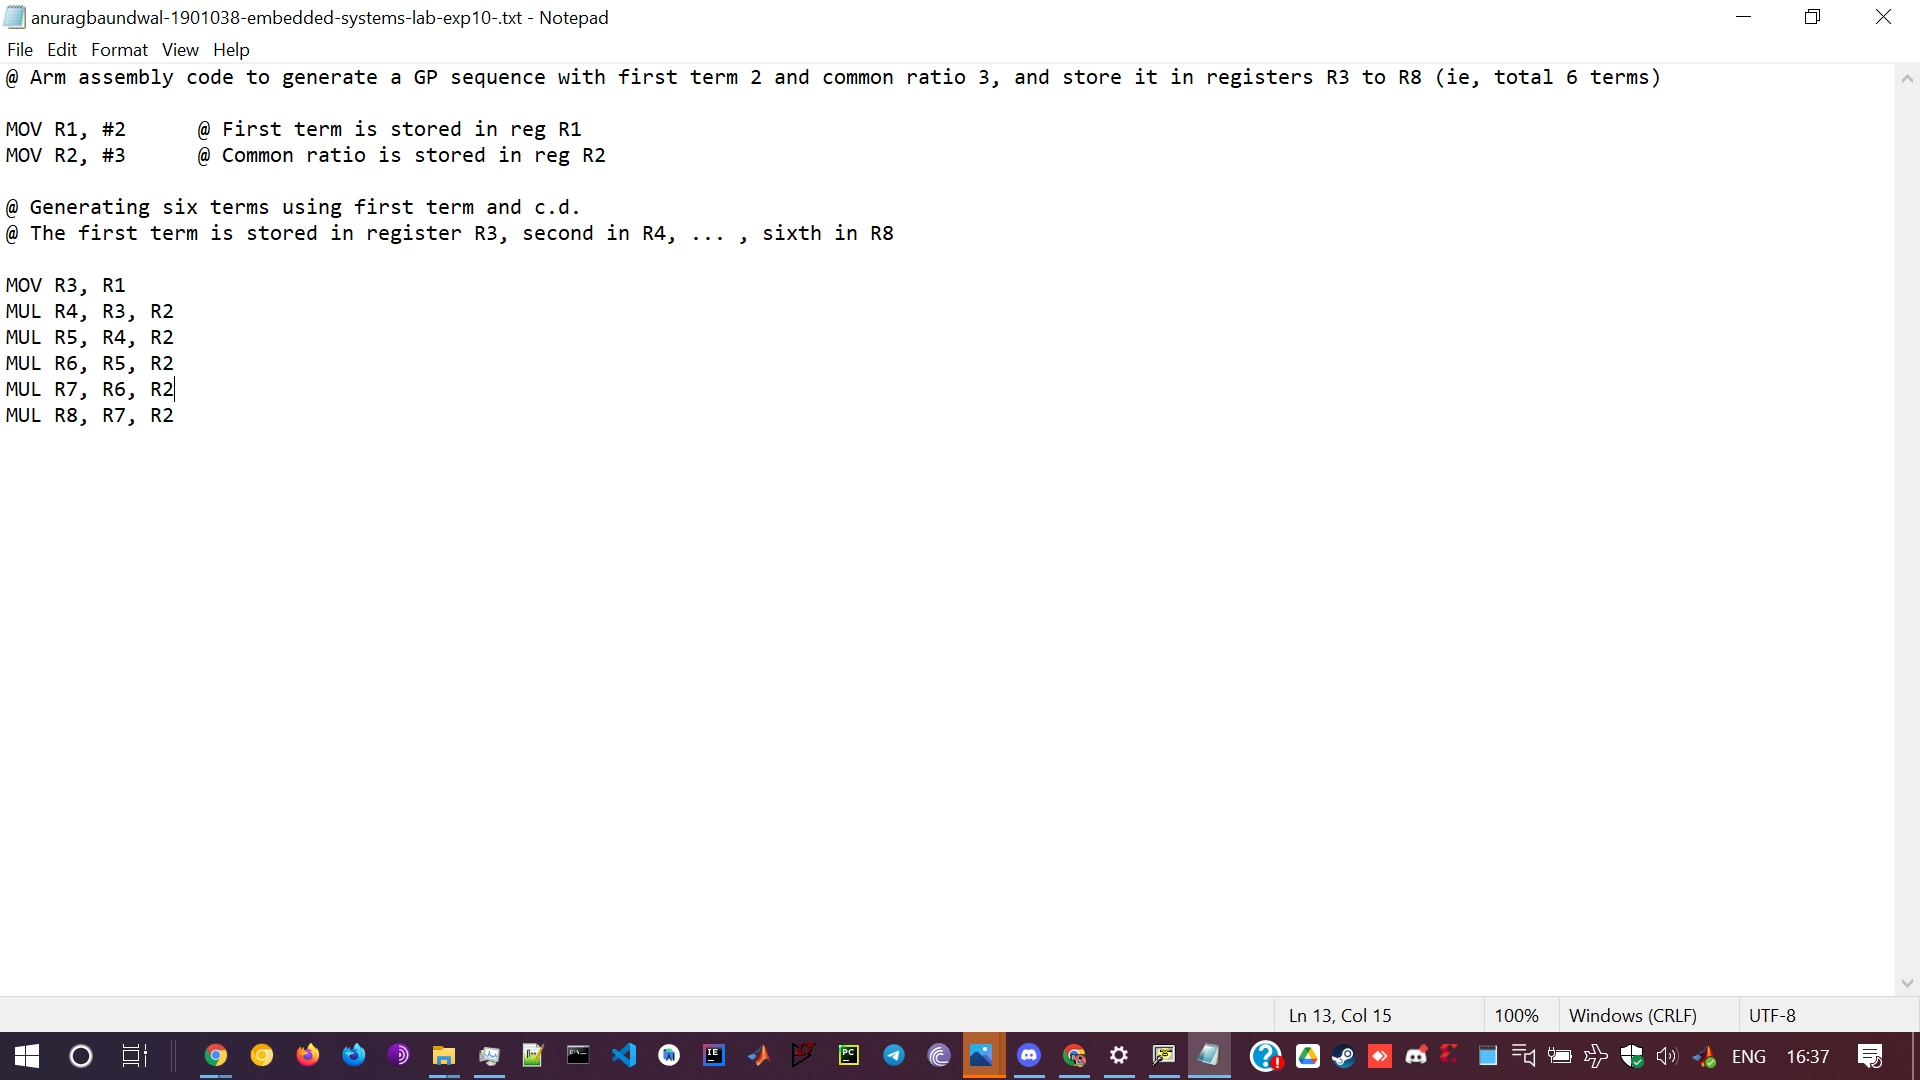 anuragbaundwal-1901038-embedded-systems-lab-exp10-.txt - Notepad
File Edit Format View Help
@ Arm assembly code to generate a GP sequence with first term 2 and common ratio 3, and store it in registers R3 to R8 (ie, total 6 terms)
MOV R1, #2 @ First term is stored in reg R1
MOV R2, #3 @ Common ratio is stored in reg R2
@ Generating six terms using first term and c.d.
@ The first term is stored in register R3, second in R4, ... , sixth in R8
MOV R3, R1
MUL R4, R3, R2
MUL R5, R4, R2
MUL R6, R5, R2
MUL R7, R6, R2
MUL R8, R7, R2
Ln 13, Col 15 100% Windows (CRLF) UTF-8
IE PC ENG 16:37